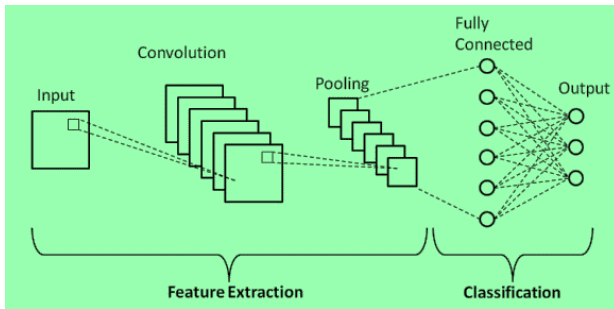 Input
Convolution
Pooling
Fully
Connected
Output
Feature Extraction
Classification